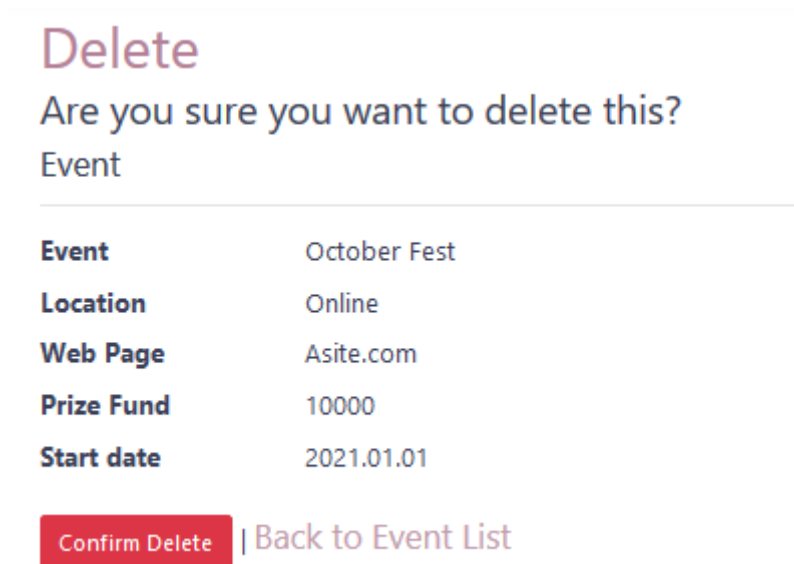 Delete
Are you sure you want to delete this?
Event
Event October Fest
Location Online
Web Page Asite.com
Prize Fund 10000
Start date 2021.01.01
Confirm Delete | Back to Event List